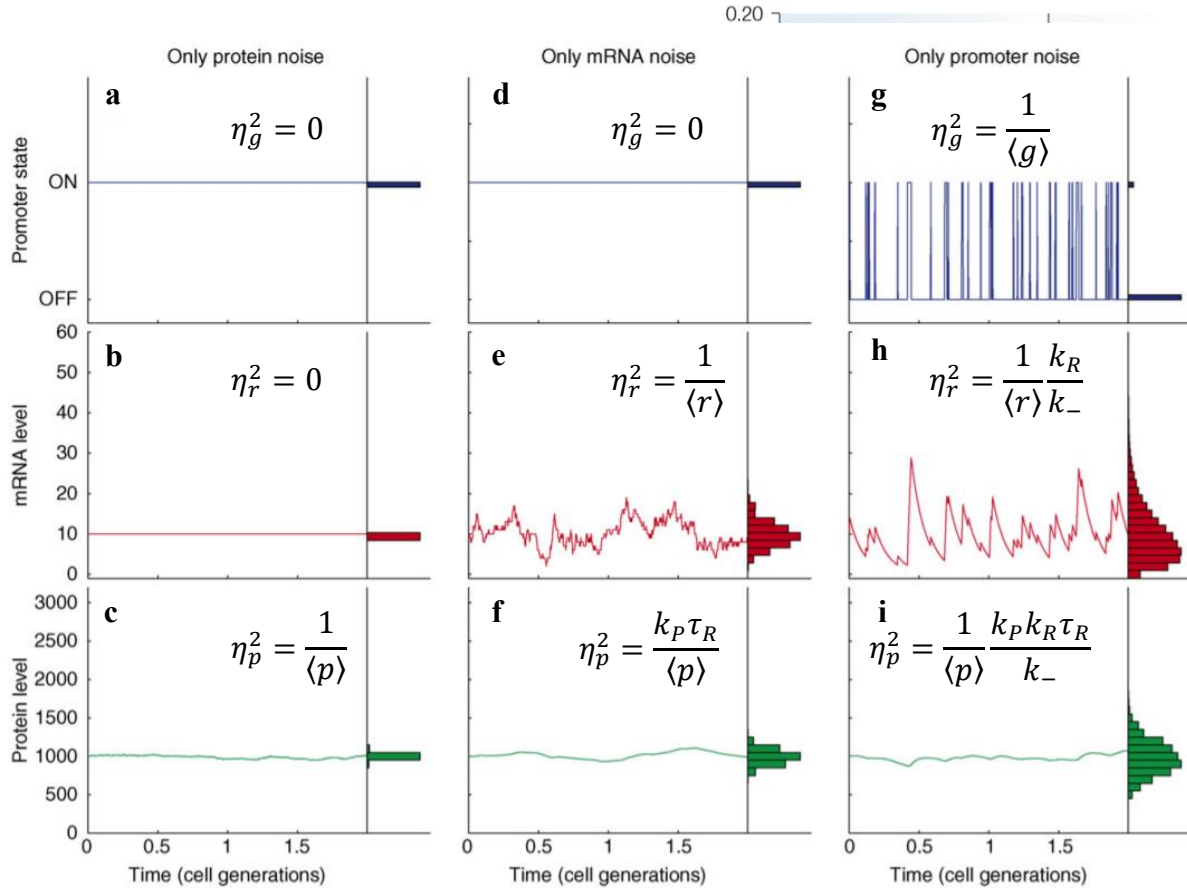 0.20
Only protein noise
Only mRNA noise
Only promoter noise
Promoter state
ON
OFF
a
η_g^2 = 0
d
η_g^2 = 0
g
η_g^2 = 1/⟨g⟩
mRNA level
60
50
40
30
20
10
0
b
η_r^2 = 0
e
η_r^2 = 1/⟨r⟩
h
η_r^2 = 1/⟨r⟩ k_R/k_−
Protein level
3000
2500
2000
1500
1000
500
0
c
η_p^2 = 1/⟨p⟩
f
η_p^2 = k_P τ_R/⟨p⟩
i
η_p^2 = 1/⟨p⟩ k_P k_R τ_R/k_−
0 0.5 1 1.5
0 0.5 1 1.5
0 0.5 1 1.5
Time (cell generations)
Time (cell generations)
Time (cell generations)